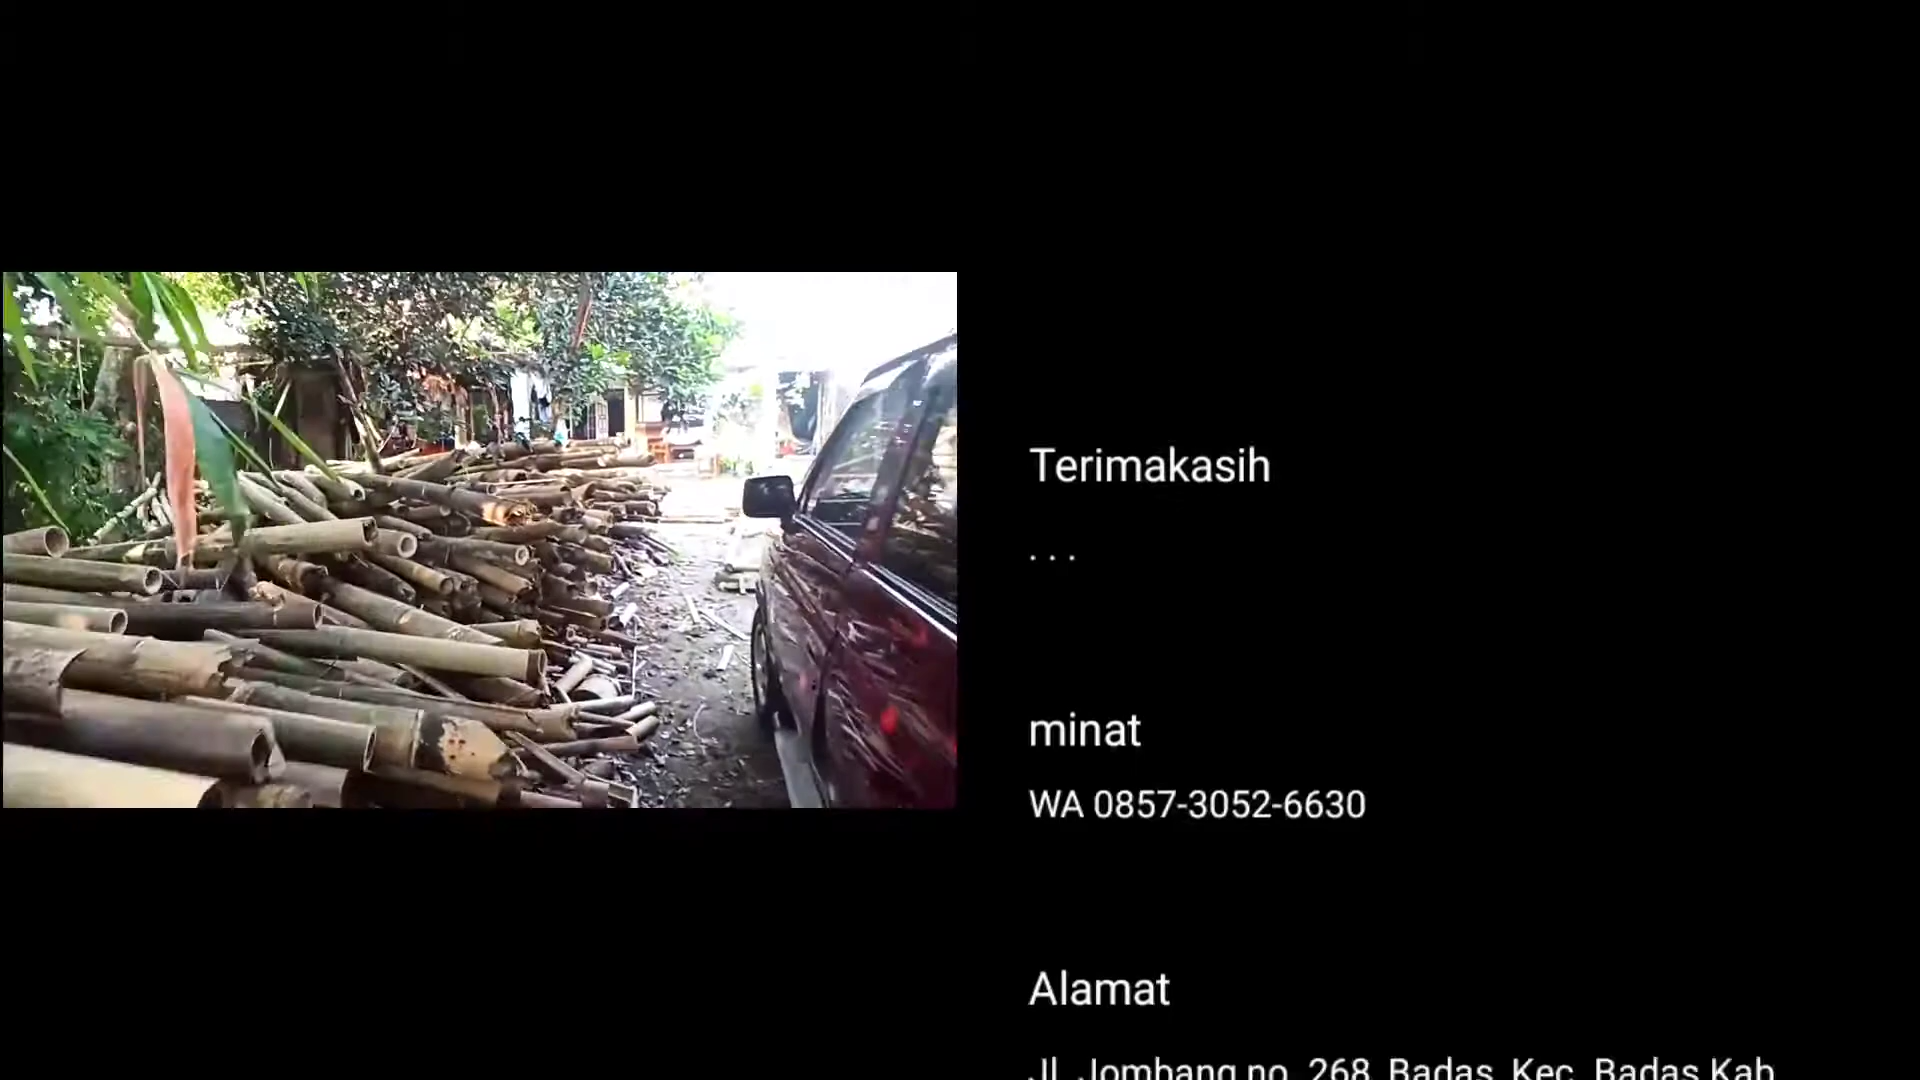 Terimakasih
. . .
minat
WA 0857-3052-6630
Alamat
Jl. Jombang no. 268, Badas, Kec. Badas Kab.